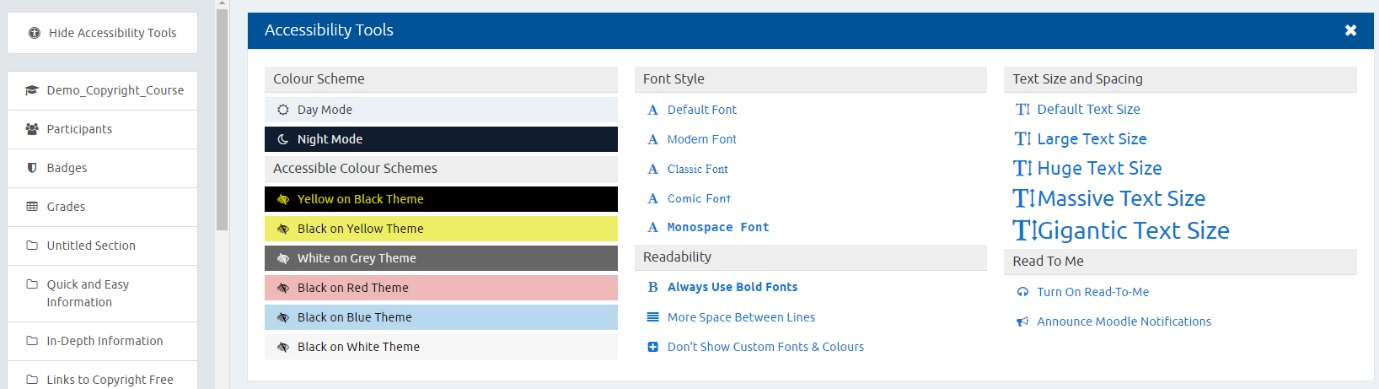 Hide Accessibility Tools
Demo_Copyright_Course
Participants
Badges
Grades
Untitled Section
Quick and Easy
Information
In-Depth Information
Links to Copyright Free
Accessibility Tools
Colour Scheme
Day Mode
Night Mode
Accessible Colour Schemes
Yellow on Black Theme
Black on Yellow Theme
White on Grey Theme
Black on Red Theme
Black on Blue Theme
Black on White Theme
Font Style
Default Font
Modern Font
Classic Font
Comic Font
Monospace Font
Readability
Always Use Bold Fonts
More Space Between Lines
Don't Show Custom Fonts & Colours
Text Size and Spacing
Default Text Size
Large Text Size
Huge Text Size
Massive Text Size
Gigantic Text Size
Read To Me
Turn On Read-To-Me
Announce Moodle Notifications